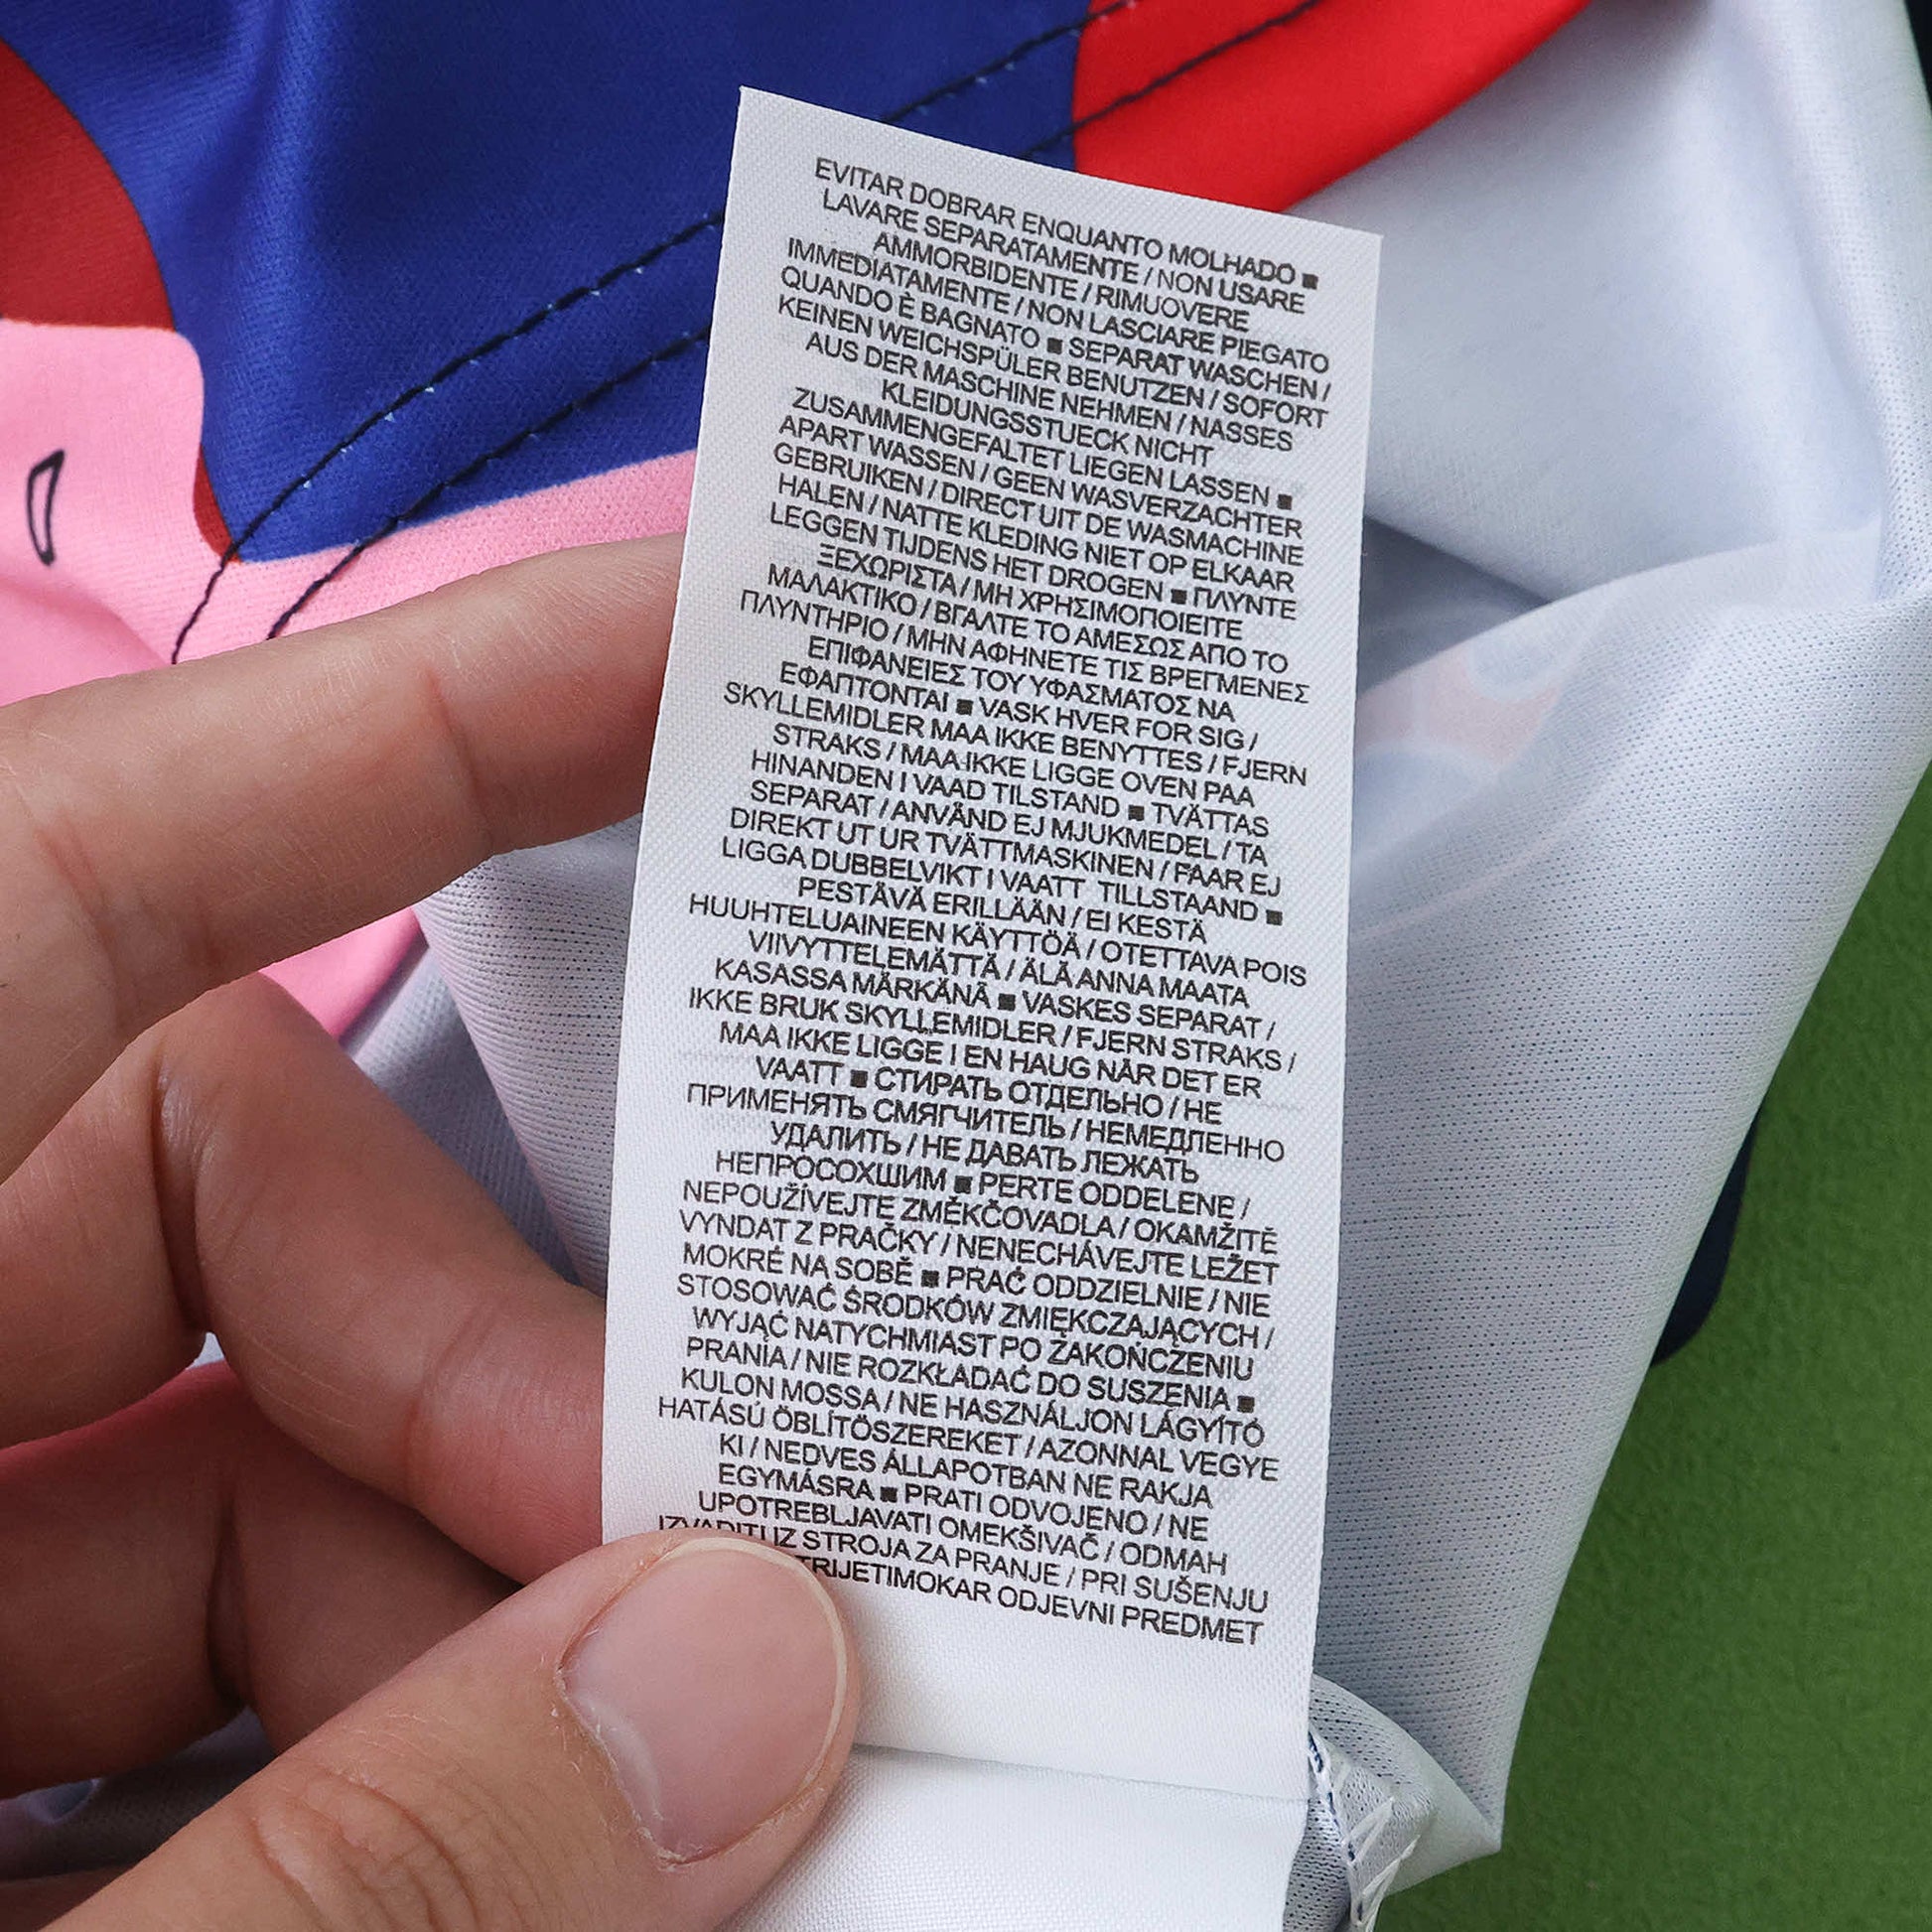 EVITAR DOBRAR ENQUANTO MOLHADO ■
LAVARE SEPARATAMENTE / NON USARE
AMMORBIDENTE / RIMUOVERE
IMMEDIATAMENTE / NON LASCIARE PIEGATO
QUANDO È BAGNATO ■ SEPARAT WASCHEN /
KEINEN WEICHSPÜLER BENUTZEN / SOFORT
AUS DER MASCHINE NEHMEN / NASSES
KLEIDUNGSSTUECK NICHT
ZUSAMMENGEFALTET LIEGEN LASSEN ■
APART WASSEN / GEEN WASVERZACHTER
GEBRUIKEN / DIRECT UIT DE WASMACHINE
HALEN / NATTE KLEDING NIET OP ELKAAR
LEGGEN TIJDENS HET DROGEN ■ ΠΛΥΝΤΕ
ΞΕΧΩΡΙΣΤΑ / ΜΗ ΧΡΗΣΙΜΟΠΟΙΕΙΤΕ
ΜΑΛΑΚΤΙΚΟ / ΒΓΑΛΤΕ ΤΟ ΑΜΕΣΩΣ ΑΠΟ ΤΟ
ΠΛΥΝΤΗΡΙΟ / ΜΗΝ ΑΦΗΝΕΤΕ ΤΙΣ ΒΡΕΓΜΕΝΕΣ
ΕΠΙΦΑΝΕΙΕΣ ΤΟΥ ΥΦΑΣΜΑΤΟΣ ΝΑ
ΕΦΑΠΤΟΝΤΑΙ ■ VASK HVER FOR SIG /
SKYLLEMIDLER MAA IKKE BENYTTES / FJERN
STRAKS / MAA IKKE LIGGE OVEN PAA
HINANDEN I VAAD TILSTAND ■ TVÄTTAS
SEPARAT / ANVÄND EJ MJUKMEDEL / TA
DIREKT UT UR TVÄTTMASKINEN / FAAR EJ
LIGGA DUBBELVIKT I VAATT TILLSTAAND ■
PESTÄVÄ ERILLÄÄN / EI KESTÄ
HUUHTELUAINEEN KÄYTTÖÄ / OTETTAVA POIS
VIIVYTTELEMÄTTÄ / ÄLÄ ANNA MAATA
KASASSA MÄRKÄNÄ ■ VASKES SEPARAT /
IKKE BRUK SKYLLEMIDLER / FJERN STRAKS /
MAA IKKE LIGGE I EN HAUG NÅR DET ER
VAATT ■ СТИРАТЬ ОТДЕЛЬНО / НЕ
ПРИМЕНЯТЬ СМЯГЧИТЕЛЬ / НЕМЕДЛЕННО
УДАЛИТЬ / НЕ ДАВАТЬ ЛЕЖАТЬ
НЕПРОСОХШИМ ■ PERTE ODDELENE /
NEPOUŽÍVEJTE ZMĚKČOVADLA / OKAMŽITĚ
VYNDAT Z PRAČKY / NENECHÁVEJTE LEŽET
MOKRÉ NA SOBĚ ■ PRAĆ ODDZIELNIE / NIE
STOSOWAĆ ŚRODKÓW ZMIĘKCZAJĄCYCH /
WYJĄĆ NATYCHMIAST PO ZAKOŃCZENIU
PRANIA / NIE ROZKŁADAĆ DO SUSZENIA ■
KULON MOSSA / NE HASZNÁLJON LÁGYÍTÓ
HATÁSÚ ÖBLÍTÖSZEREKET / AZONNAL VEGYE
KI / NEDVES ÁLLAPOTBAN NE RAKJA
EGYMÁSRA ■ PRATI ODVOJENO / NE
UPOTREBLJAVATI OMEKŠIVAČ / ODMAH
IZVADITI IZ STROJA ZA PRANJE / PRI SUŠENJU
TRIJETIMOKAR ODJEVNI PREDMET